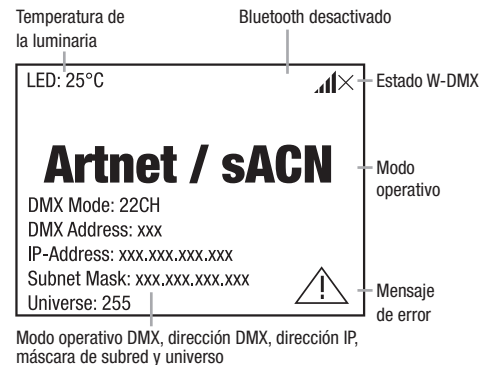 Temperatura de
la luminaria
Bluetooth desactivado
LED: 25°C
Estado W-DMX
Artnet / sACN
Modo
operativo
DMX Mode: 22CH
DMX Address: xxx
IP-Address: xxx.xxx.xxx.xxx
Subnet Mask: xxx.xxx.xxx.xxx
Universe: 255
Mensaje
de error
Modo operativo DMX, dirección DMX, dirección IP,
máscara de subred y universo